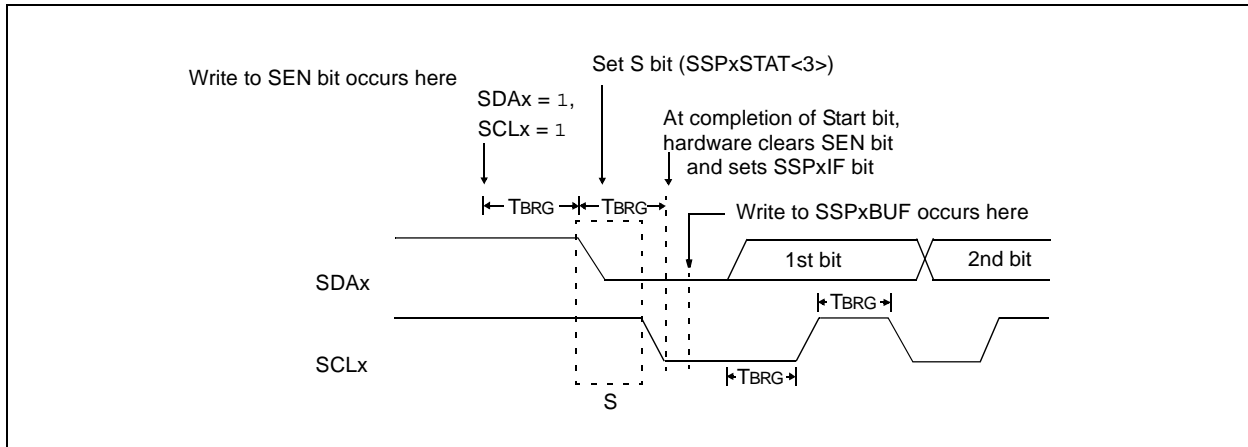 Write to SEN bit occurs here
Set S bit (SSPxSTAT<3>)
SDAx = 1,
SCLx = 1
At completion of Start bit,
hardware clears SEN bit
and sets SSPxIF bit
TBRG
TBRG
Write to SSPxBUF occurs here
SDAx
1st bit
2nd bit
TBRG
SCLx
TBRG
S